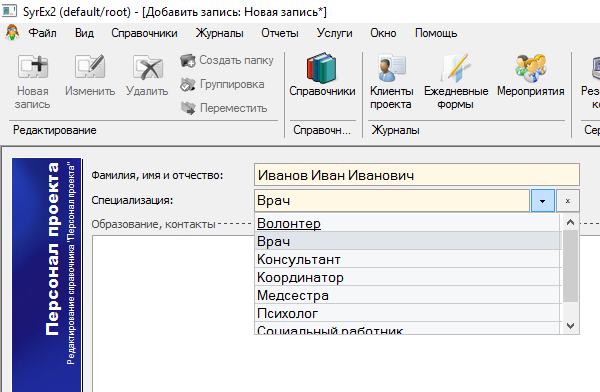 SyrEx2 (default/root) - [Добавить запись: Новая запись*]
Файл Вид Справочники Журналы Отчеты Услуги Окно Помощь
Новая запись
Изменить
Удалить
Создать папку
Группировка
Переместить
Справочники
Клиенты проекта
Ежедневные формы
Мероприятия
Редактирование
Справочн...
Журналы
Персонал проекта
Редактирование справочника "Персонал проекта"
Фамилия, имя и отчество: Иванов Иван Иванович
Специализация: Врач
Образование, контакты
Волонтер
Врач
Консультант
Координатор
Медсестра
Психолог
Социальный работник